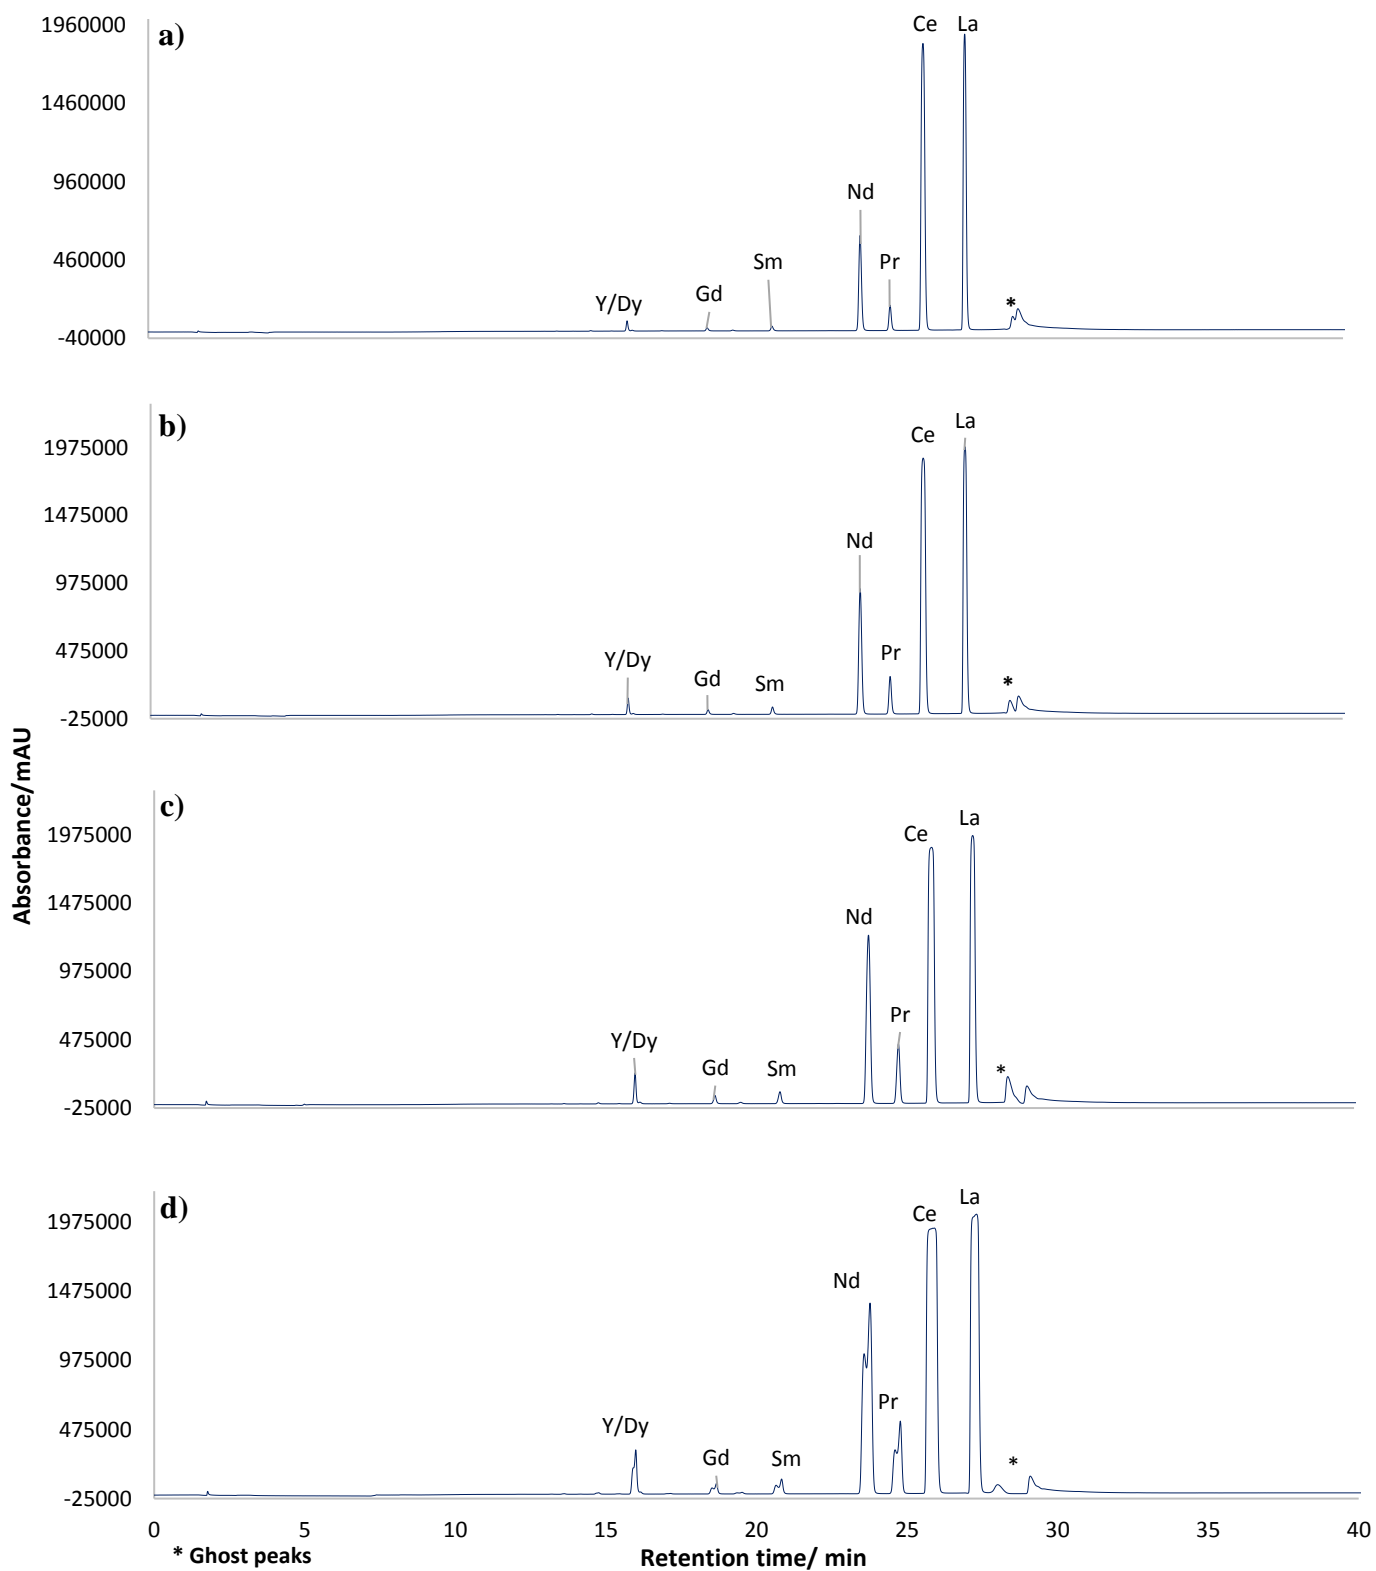 Absorbance/mAU
a)
1960000
1460000
960000
460000
-40000
Y/Dy
Gd
Sm
Nd
Pr
Ce
La
*
b)
1975000
1475000
975000
475000
-25000
Y/Dy
Gd
Sm
Nd
Pr
Ce
La
*
c)
1975000
1475000
975000
475000
-25000
Y/Dy
Gd
Sm
Nd
Pr
Ce
La
*
d)
1975000
1475000
975000
475000
-25000
Y/Dy
Gd
Sm
Nd
Pr
Ce
La
*
0 5 10 15 20 25 30 35 40
* Ghost peaks
Retention time/ min